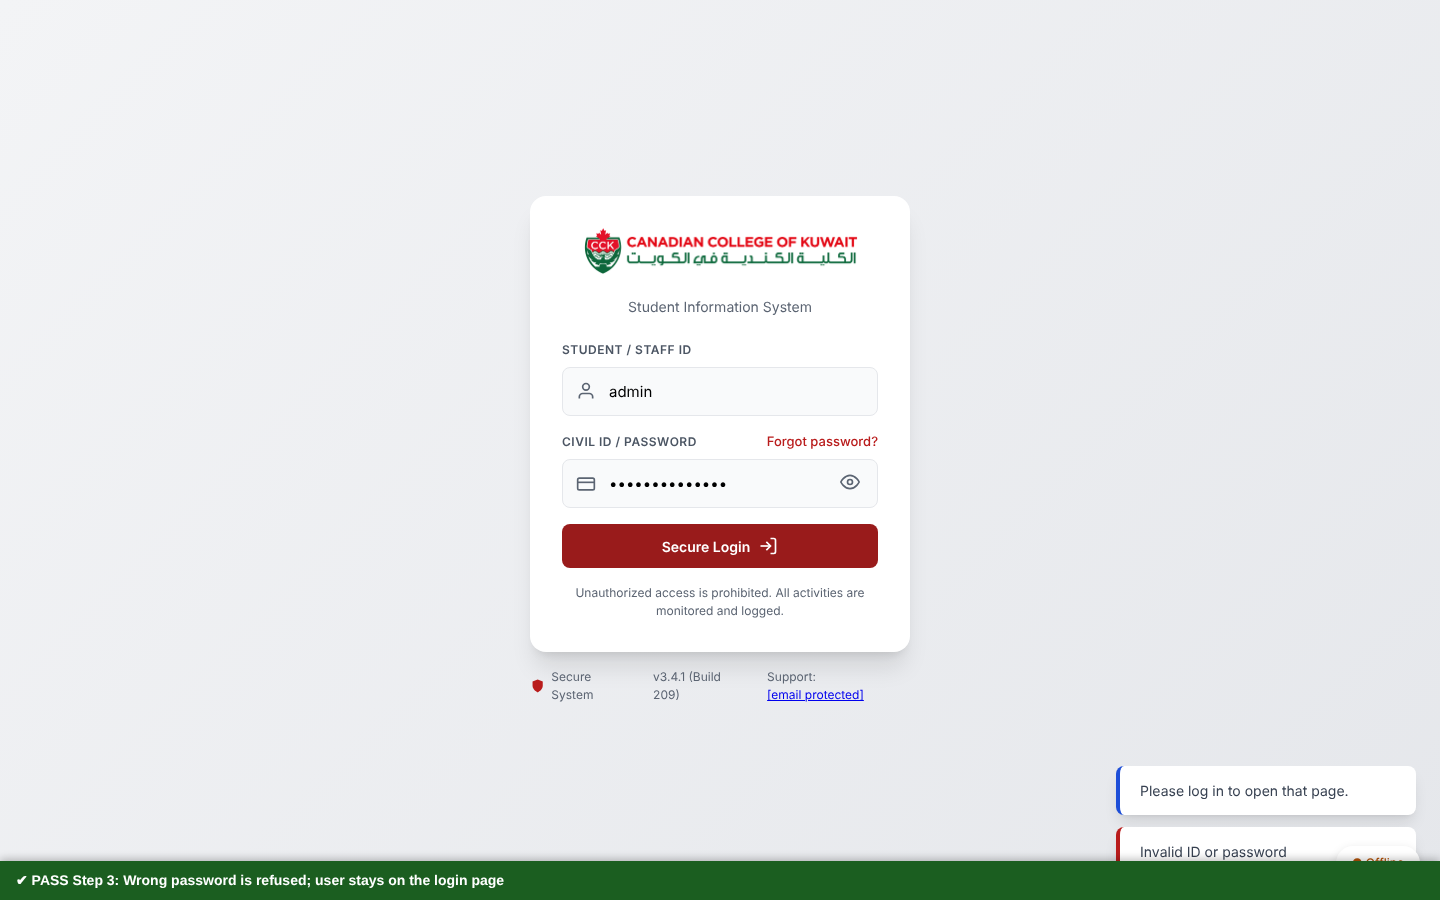 CCK
CANADIAN COLLEGE OF KUWAIT
الكلية الكندية في الكويت
Student Information System
STUDENT / STAFF ID
admin
CIVIL ID / PASSWORD
Forgot password?
••••••••••••••
Secure Login
Unauthorized access is prohibited. All activities are
monitored and logged.
Secure
System
v3.4.1 (Build
209)
Support:
[email protected]
Please log in to open that page.
Invalid ID or password
Offline
✔ PASS Step 3: Wrong password is refused; user stays on the login page